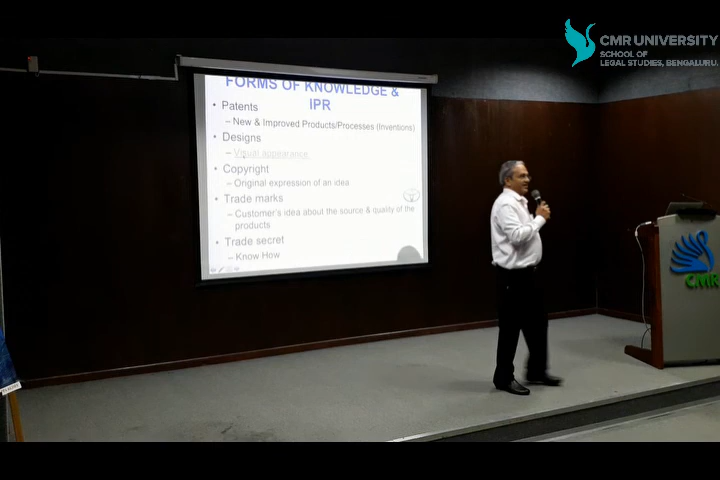 CMR UNIVERSITY
SCHOOL OF
LEGAL STUDIES, BENGALURU.
FORMS OF KNOWLEDGE &
IPR
• Patents
– New & Improved Products/Processes (Inventions)
• Designs
– Visual appearance
• Copyright
– Original expression of an idea
• Trade marks
– Customer's idea about the source & quality of the
products
• Trade secret
– Know How
CMR